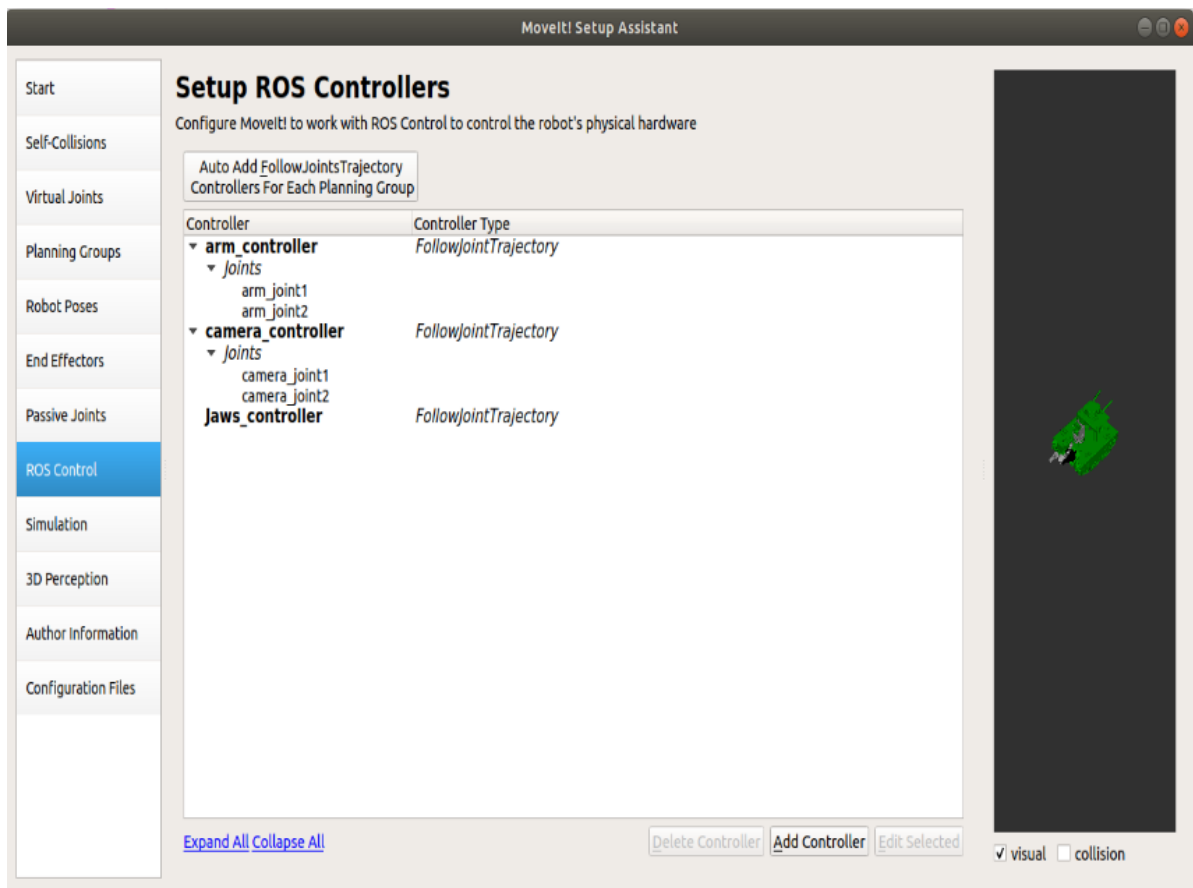 MoveIt! Setup Assistant
Start
Self-Collisions
Virtual Joints
Planning Groups
Robot Poses
End Effectors
Passive Joints
ROS Control
Simulation
3D Perception
Author Information
Configuration Files
Setup ROS Controllers
Configure MoveIt! to work with ROS Control to control the robot's physical hardware
Auto Add FollowJointsTrajectory
Controllers For Each Planning Group
Controller Controller Type
arm_controller FollowJointTrajectory
Joints
arm_joint1
arm_joint2
camera_controller FollowJointTrajectory
Joints
camera_joint1
camera_joint2
Jaws_controller FollowJointTrajectory
Expand All Collapse All Delete Controller Add Controller Edit Selected
visual collision